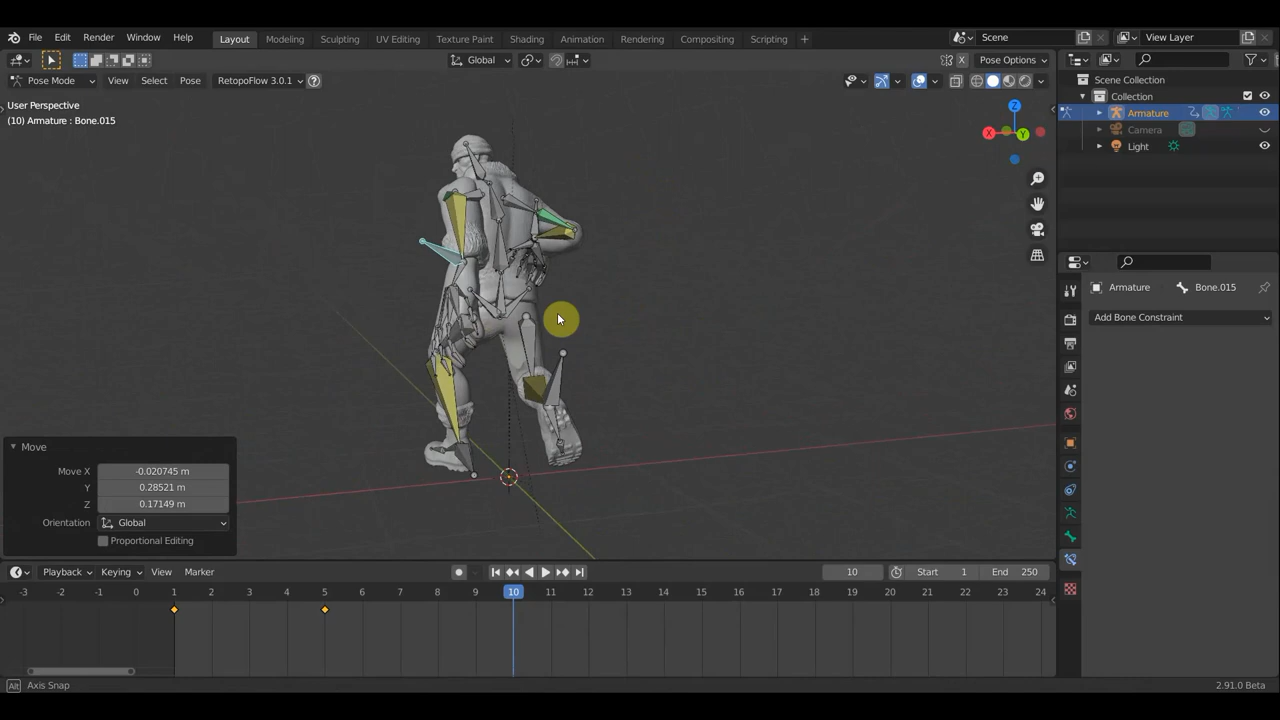 File Edit Render Window Help Layout Modeling Sculpting UV Editing Texture Paint Shading Animation Rendering Compositing Scripting + Scene View Layer
Global Pose Options
Pose Mode View Select Pose RetopoFlow 3.0.1 ?
User Perspective
(10) Armature : Bone.015
X Y Z
Scene Collection
Collection
Armature
Camera
Light
Armature Bone.015
Add Bone Constraint
Move
Move X -0.020745 m
Y 0.28521 m
Z 0.17149 m
Orientation Global
Proportional Editing
Playback Keying View Marker 10 Start 1 End 250
-3 -2 -1 0 1 2 3 4 5 6 7 8 9 10 11 12 13 14 15 16 17 18 19 20 21 22 23 24
Alt Axis Snap 2.91.0 Beta